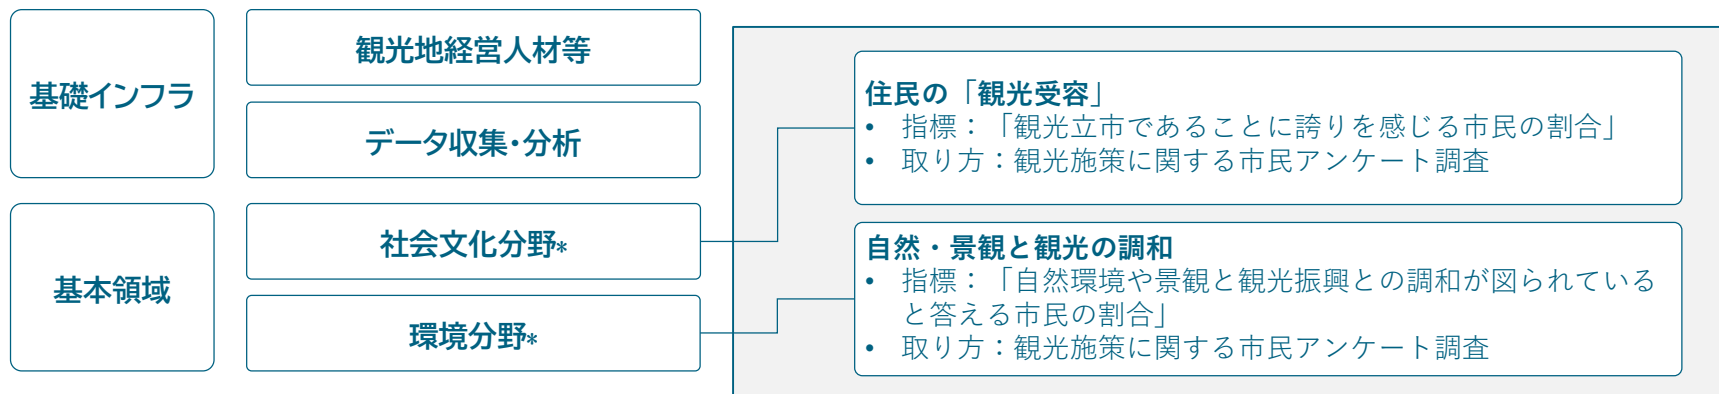 基礎インフラ
観光地経営人材等
データ収集・分析
基本領域
社会文化分野*
環境分野*
住民の「観光受容」
• 指標：「観光立市であることに誇りを感じる市民の割合」
• 取り方：観光施策に関する市民アンケート調査
自然・景観と観光の調和
• 指標：「自然環境や景観と観光振興との調和が図られている
と答える市民の割合」
• 取り方：観光施策に関する市民アンケート調査